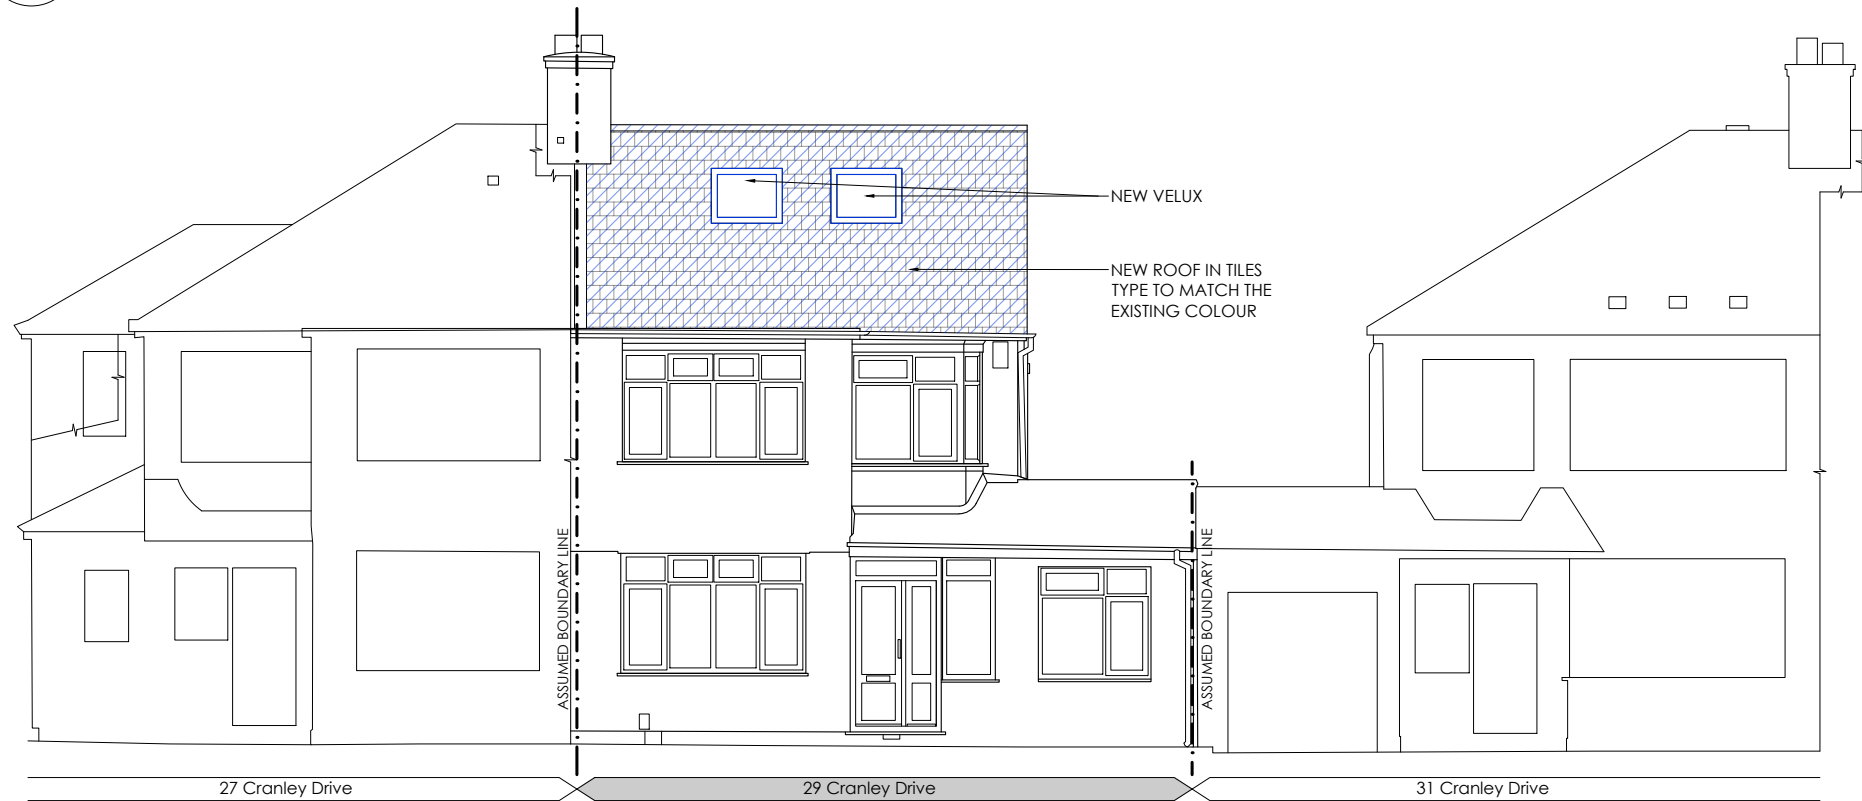 NEW VELUX
NEW ROOF IN TILES
TYPE TO MATCH THE
EXISTING COLOUR
ASSUMED BOUNDARY LINE
ASSUMED BOUNDARY LINE
27 Cranley Drive
29 Cranley Drive
31 Cranley Drive